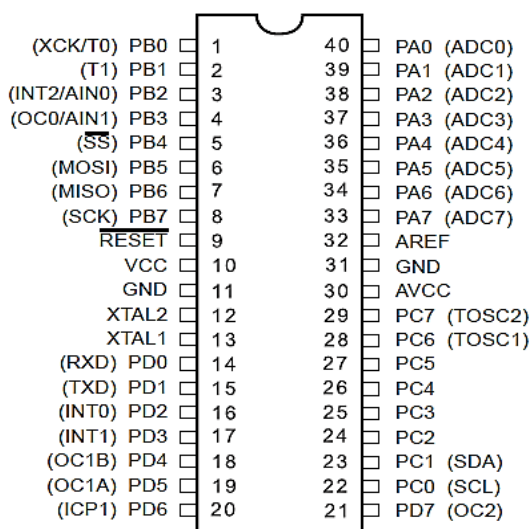 (XCK/T0) PB0 1 40 PA0 (ADC0)
(T1) PB1 2 39 PA1 (ADC1)
(INT2/AIN0) PB2 3 38 PA2 (ADC2)
(OC0/AIN1) PB3 4 37 PA3 (ADC3)
(SS) PB4 5 36 PA4 (ADC4)
(MOSI) PB5 6 35 PA5 (ADC5)
(MISO) PB6 7 34 PA6 (ADC6)
(SCK) PB7 8 33 PA7 (ADC7)
RESET 9 32 AREF
VCC 10 31 GND
GND 11 30 AVCC
XTAL2 12 29 PC7 (TOSC2)
XTAL1 13 28 PC6 (TOSC1)
(RXD) PD0 14 27 PC5
(TXD) PD1 15 26 PC4
(INT0) PD2 16 25 PC3
(INT1) PD3 17 24 PC2
(OC1B) PD4 18 23 PC1 (SDA)
(OC1A) PD5 19 22 PC0 (SCL)
(ICP1) PD6 20 21 PD7 (OC2)